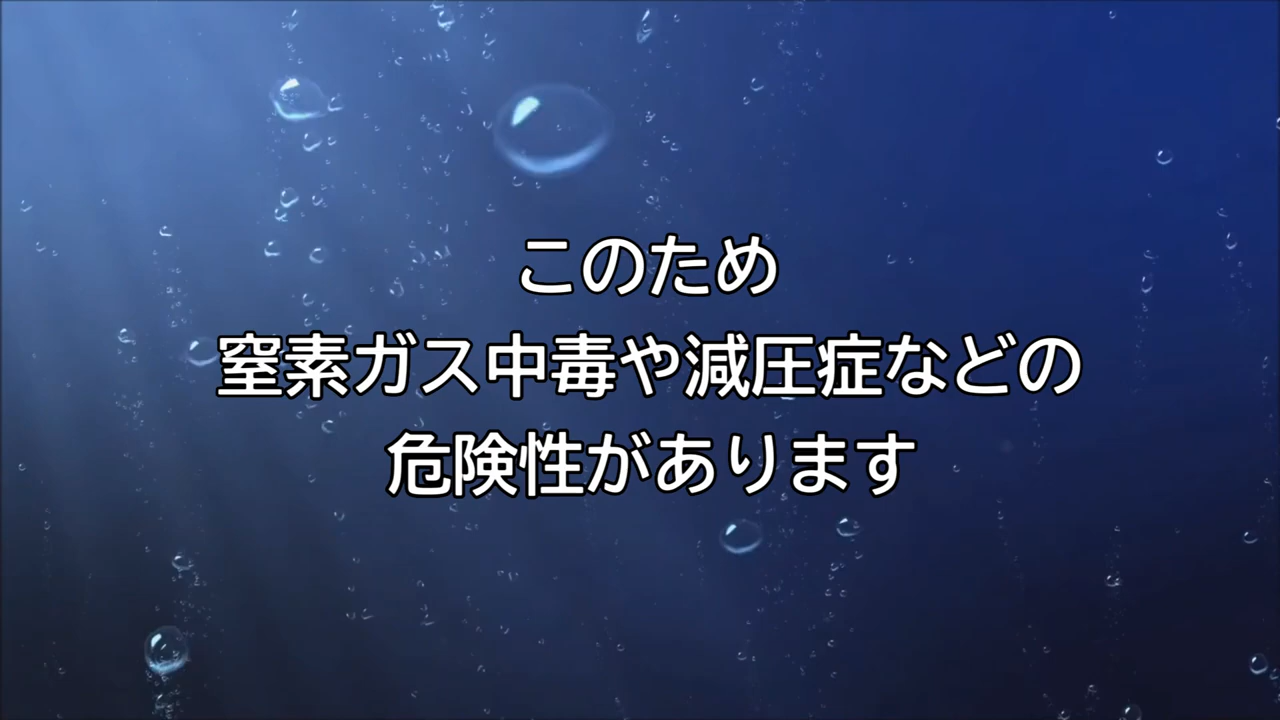 このため
窒素ガス中毒や減圧症などの
危険性があります